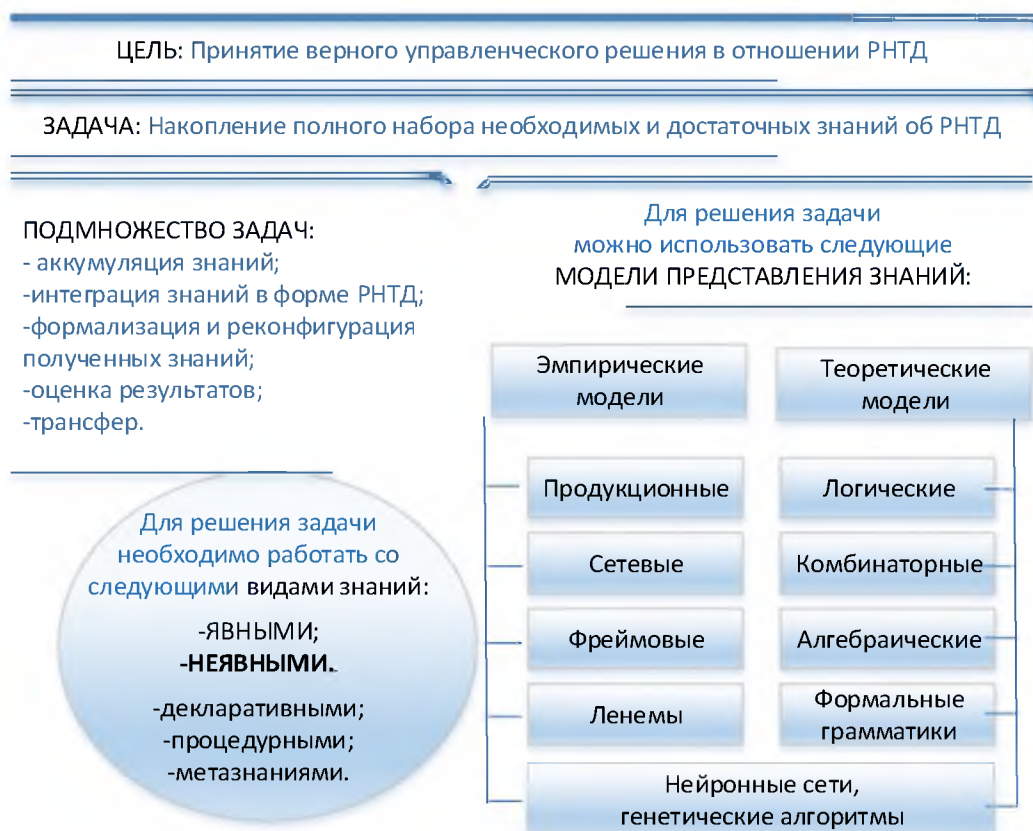 ЦЕЛЬ: Принятие верного управленческого решения в отношении РНТД
ЗАДАЧА: Накопление полного набора необходимых и достаточных знаний об РНТД
ПОДМНОЖЕСТВО ЗАДАЧ:
- аккумуляция знаний;
-интеграция знаний в форме РНТД;
-формализация и реконфигурация
полученных знаний;
-оценка результатов;
-трансфер.
Для решения задачи
необходимо работать со
следующими видами знаний:
-ЯВНЫМИ;
-НЕЯВНЫМИ.
-декларативными;
-процедурными;
-метазнаниями.
Для решения задачи
можно использовать следующие
МОДЕЛИ ПРЕДСТАВЛЕНИЯ ЗНАНИЙ:
Эмпирические
модели
Продукционные
Сетевые
Фреймовые
Ленемы
Теоретические
модели
Логические
Комбинаторные
Алгебраические
Формальные
грамматики
Нейронные сети,
генетические алгоритмы